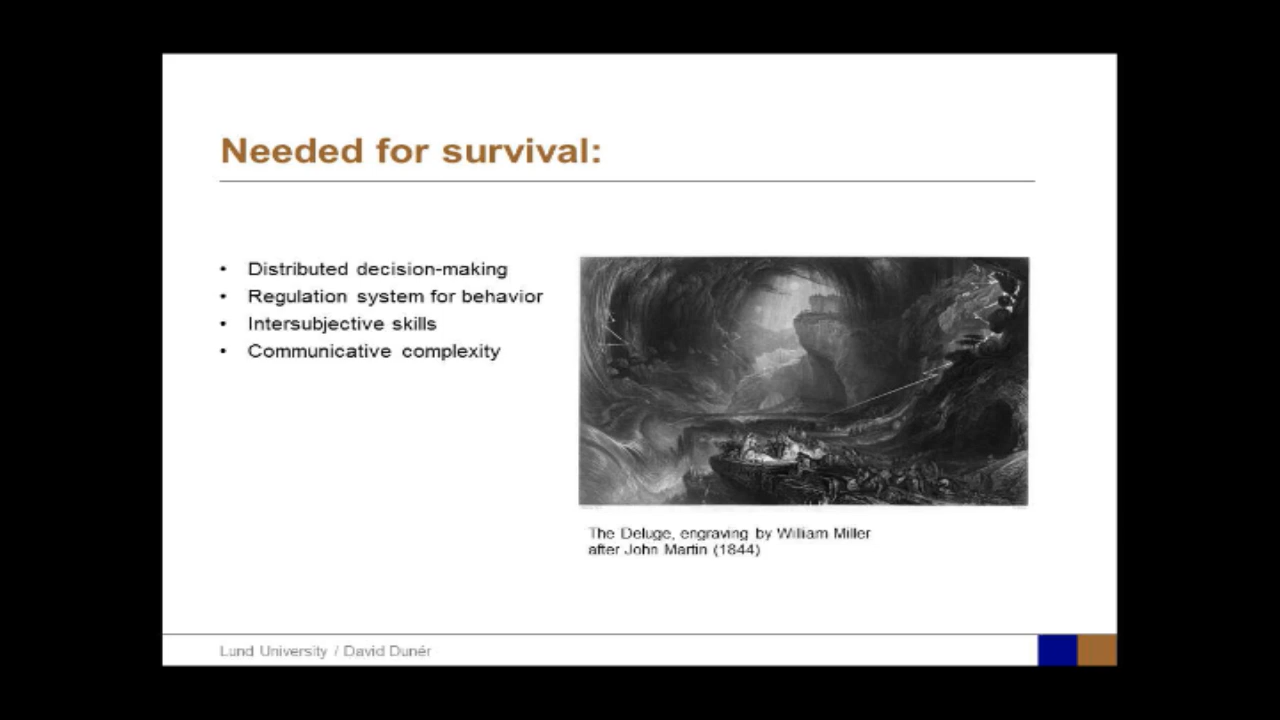 Needed for survival:
• Distributed decision-making
• Regulation system for behavior
• Intersubjective skills
• Communicative complexity
The Deluge, engraving by William Miller
after John Martin (1844)
Lund University / David Dunér